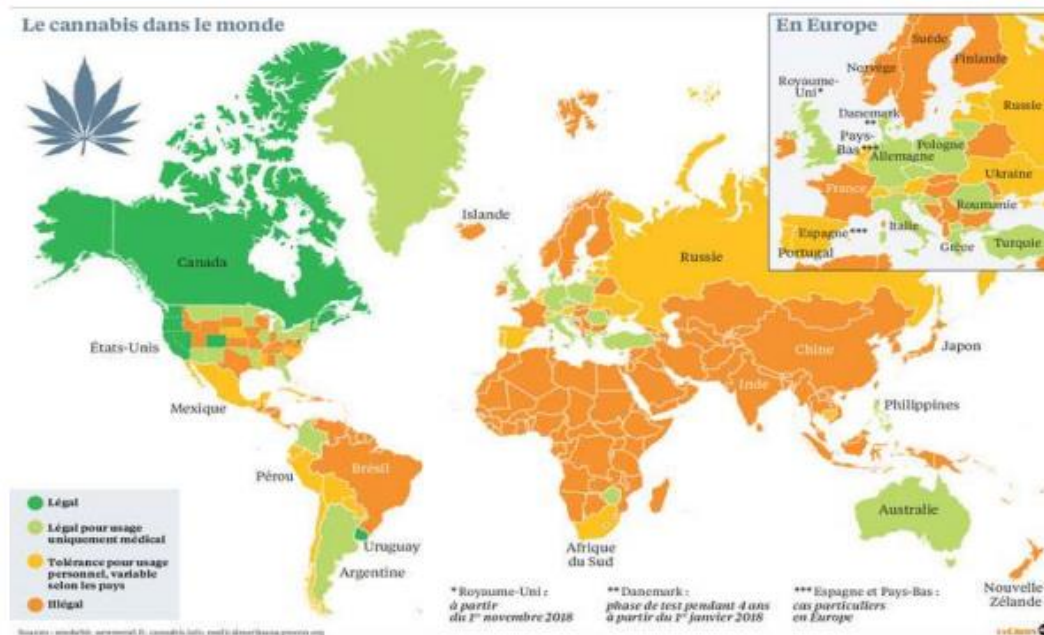 Le cannabis dans le monde
En Europe
Suède
Finlande
Norvège
Royaume-
Uni*
Russie
Danemark
**
Pays-
Bas***
Pologne
Allemagne
Ukraine
France
Roumanie
Italie
Espagne***
Portugal
Grèce
Turquie
Islande
Canada
Russie
États-Unis
Chine
Japon
Inde
Mexique
Philippines
Pérou
Brésil
Australie
Uruguay
Argentine
Afrique
du Sud
Nouvelle
Zélande
Légal
Légal pour usage
uniquement médical
Tolérance pour usage
personnel, variable
selon les pays
Illégal
*Royaume-Uni :
à partir
du 1er novembre 2018
**Danemark :
phase de test pendant 4 ans
à partir du 1er janvier 2018
***Espagne et Pays-Bas :
cas particuliers
en Europe